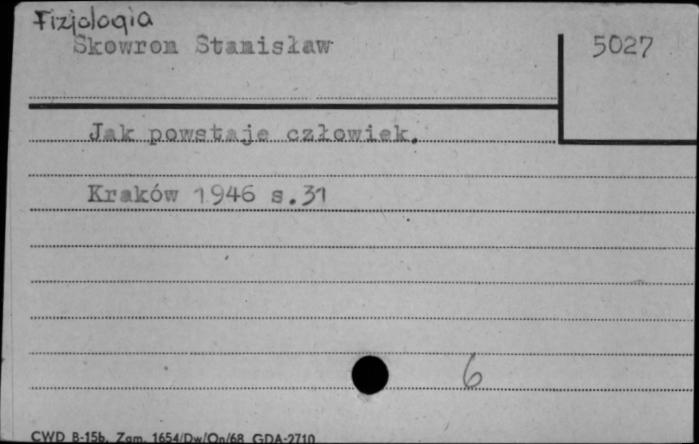 Fizjologia
Skowron Stanisław
5027
Jak powstaje człowiek.
Kraków 1946 s.31
6
CWD B-15b. Zam. 1654/Dw/On/68 GDA-2710